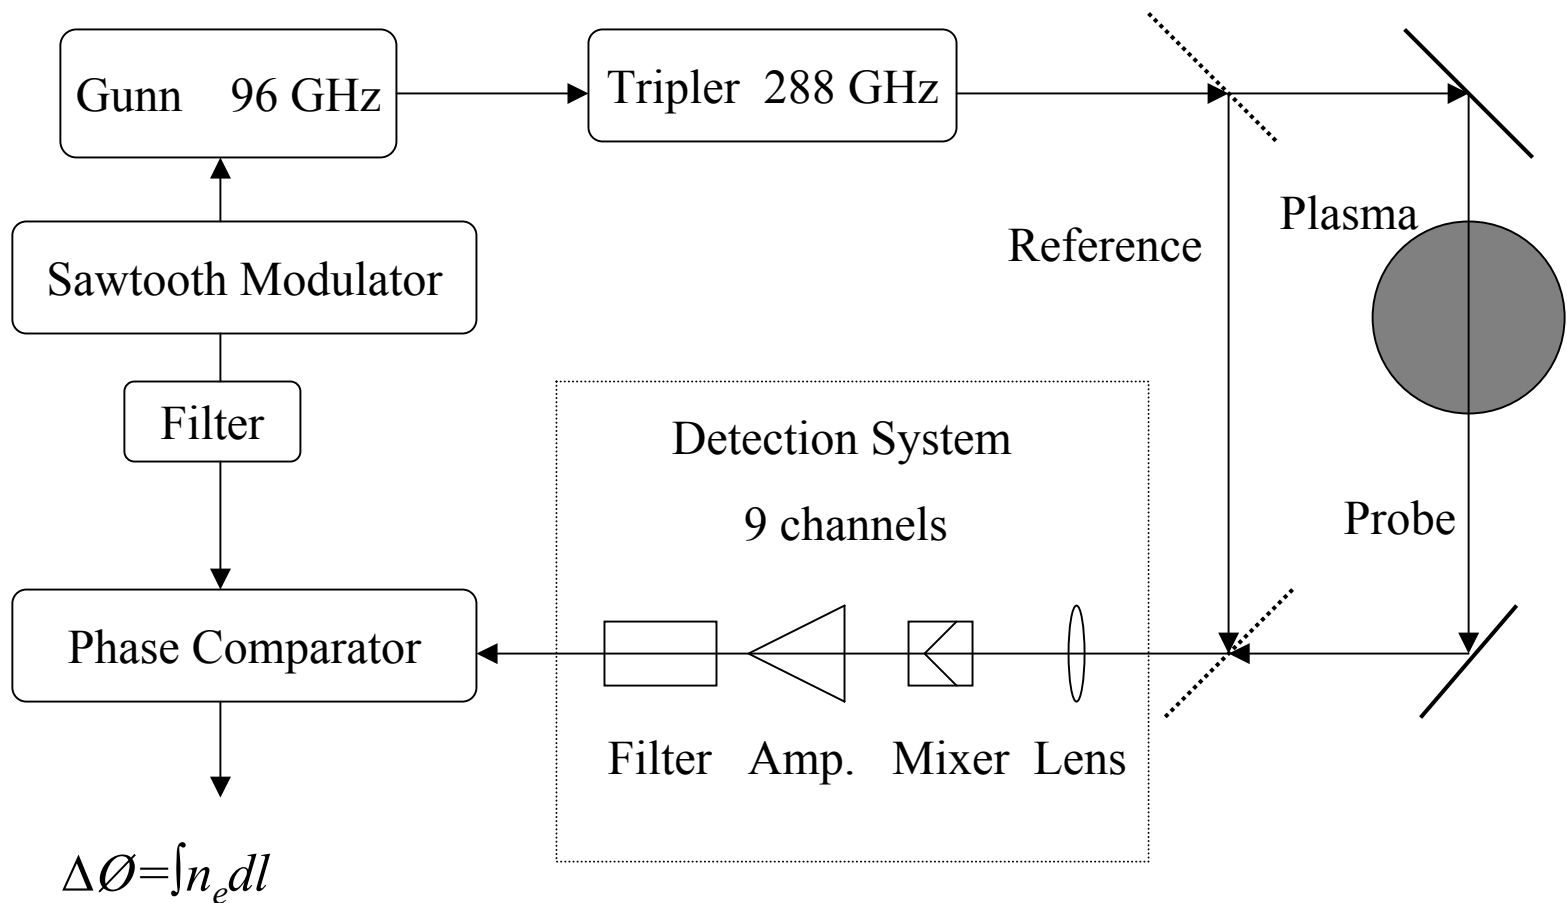 Gunn 96 GHz
Tripler 288 GHz
Plasma
Reference
Sawtooth Modulator
Filter
Detection System
9 channels
Probe
Phase Comparator
Filter Amp. Mixer Lens
ΔØ=∫nₑdl